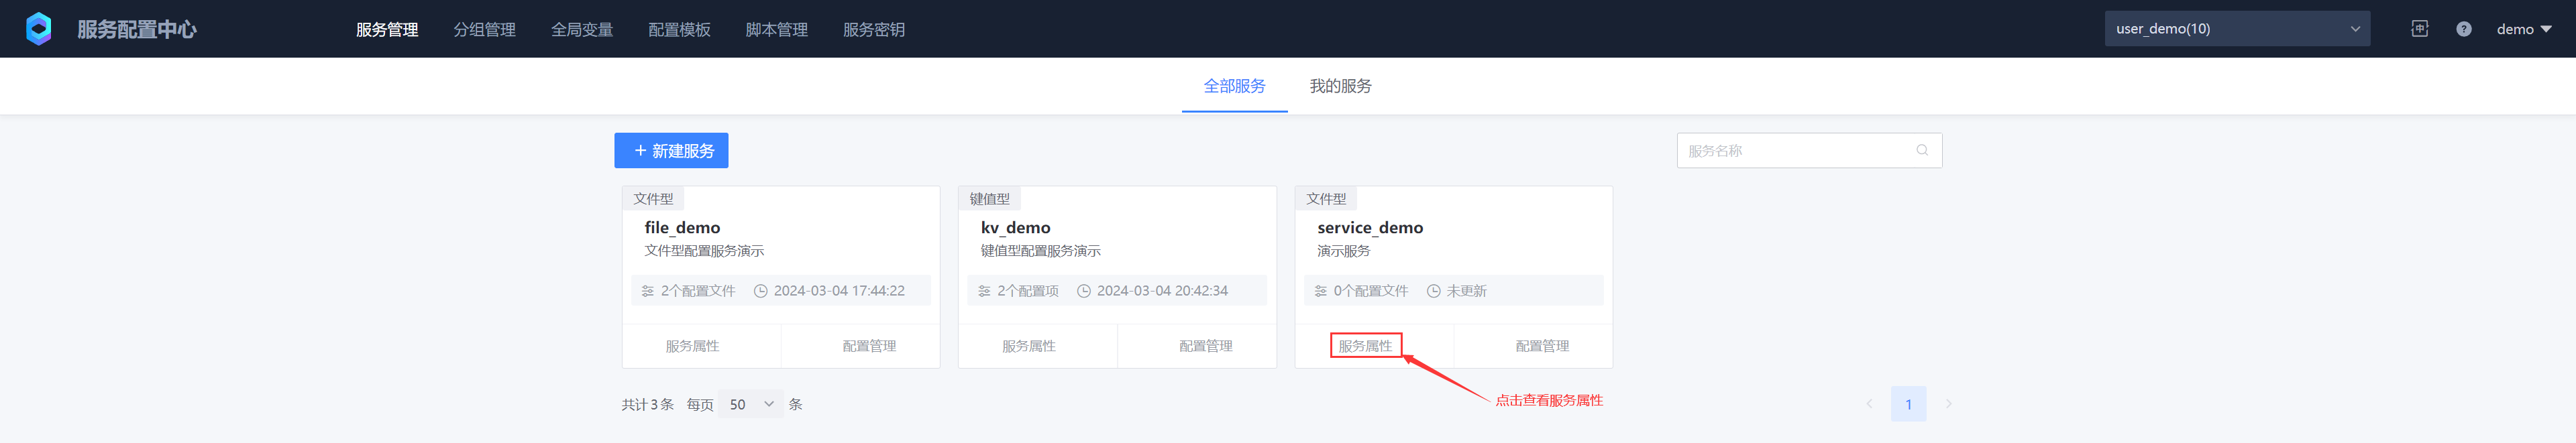 服务配置中心 服务管理 分组管理 全局变量 配置模板 脚本管理 服务密钥 user_demo(10) 中 ? demo
全部服务 我的服务
+ 新建服务 服务名称
文件型 键值型 文件型
file_demo kv_demo service_demo
文件型配置服务演示 键值型配置服务演示 演示服务
2个配置文件 2024-03-04 17:44:22 2个配置项 2024-03-04 20:42:34 0个配置文件 未更新
服务属性 配置管理 服务属性 配置管理 服务属性 配置管理
点击查看服务属性
共计 3 条 每页 50 条 1